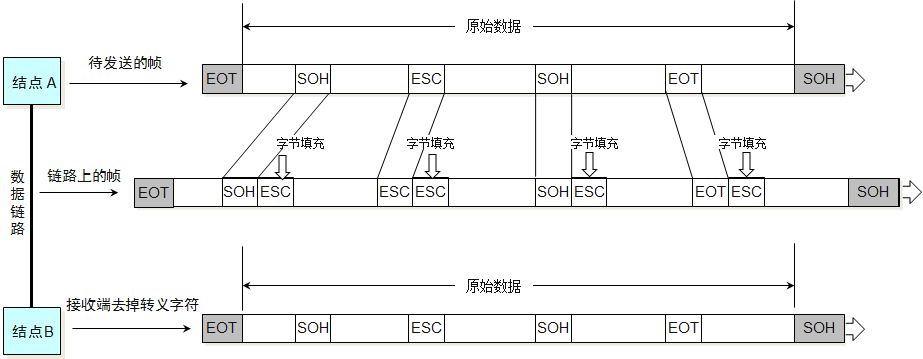 原始数据
结点 A
待发送的帧
EOT SOH ESC SOH EOT SOH
字节填充 字节填充 字节填充 字节填充
数据链路
链路上的帧
EOT SOH ESC ESC ESC SOH ESC EOT ESC SOH
原始数据
结点B
接收端去掉转义字符
EOT SOH ESC SOH EOT SOH